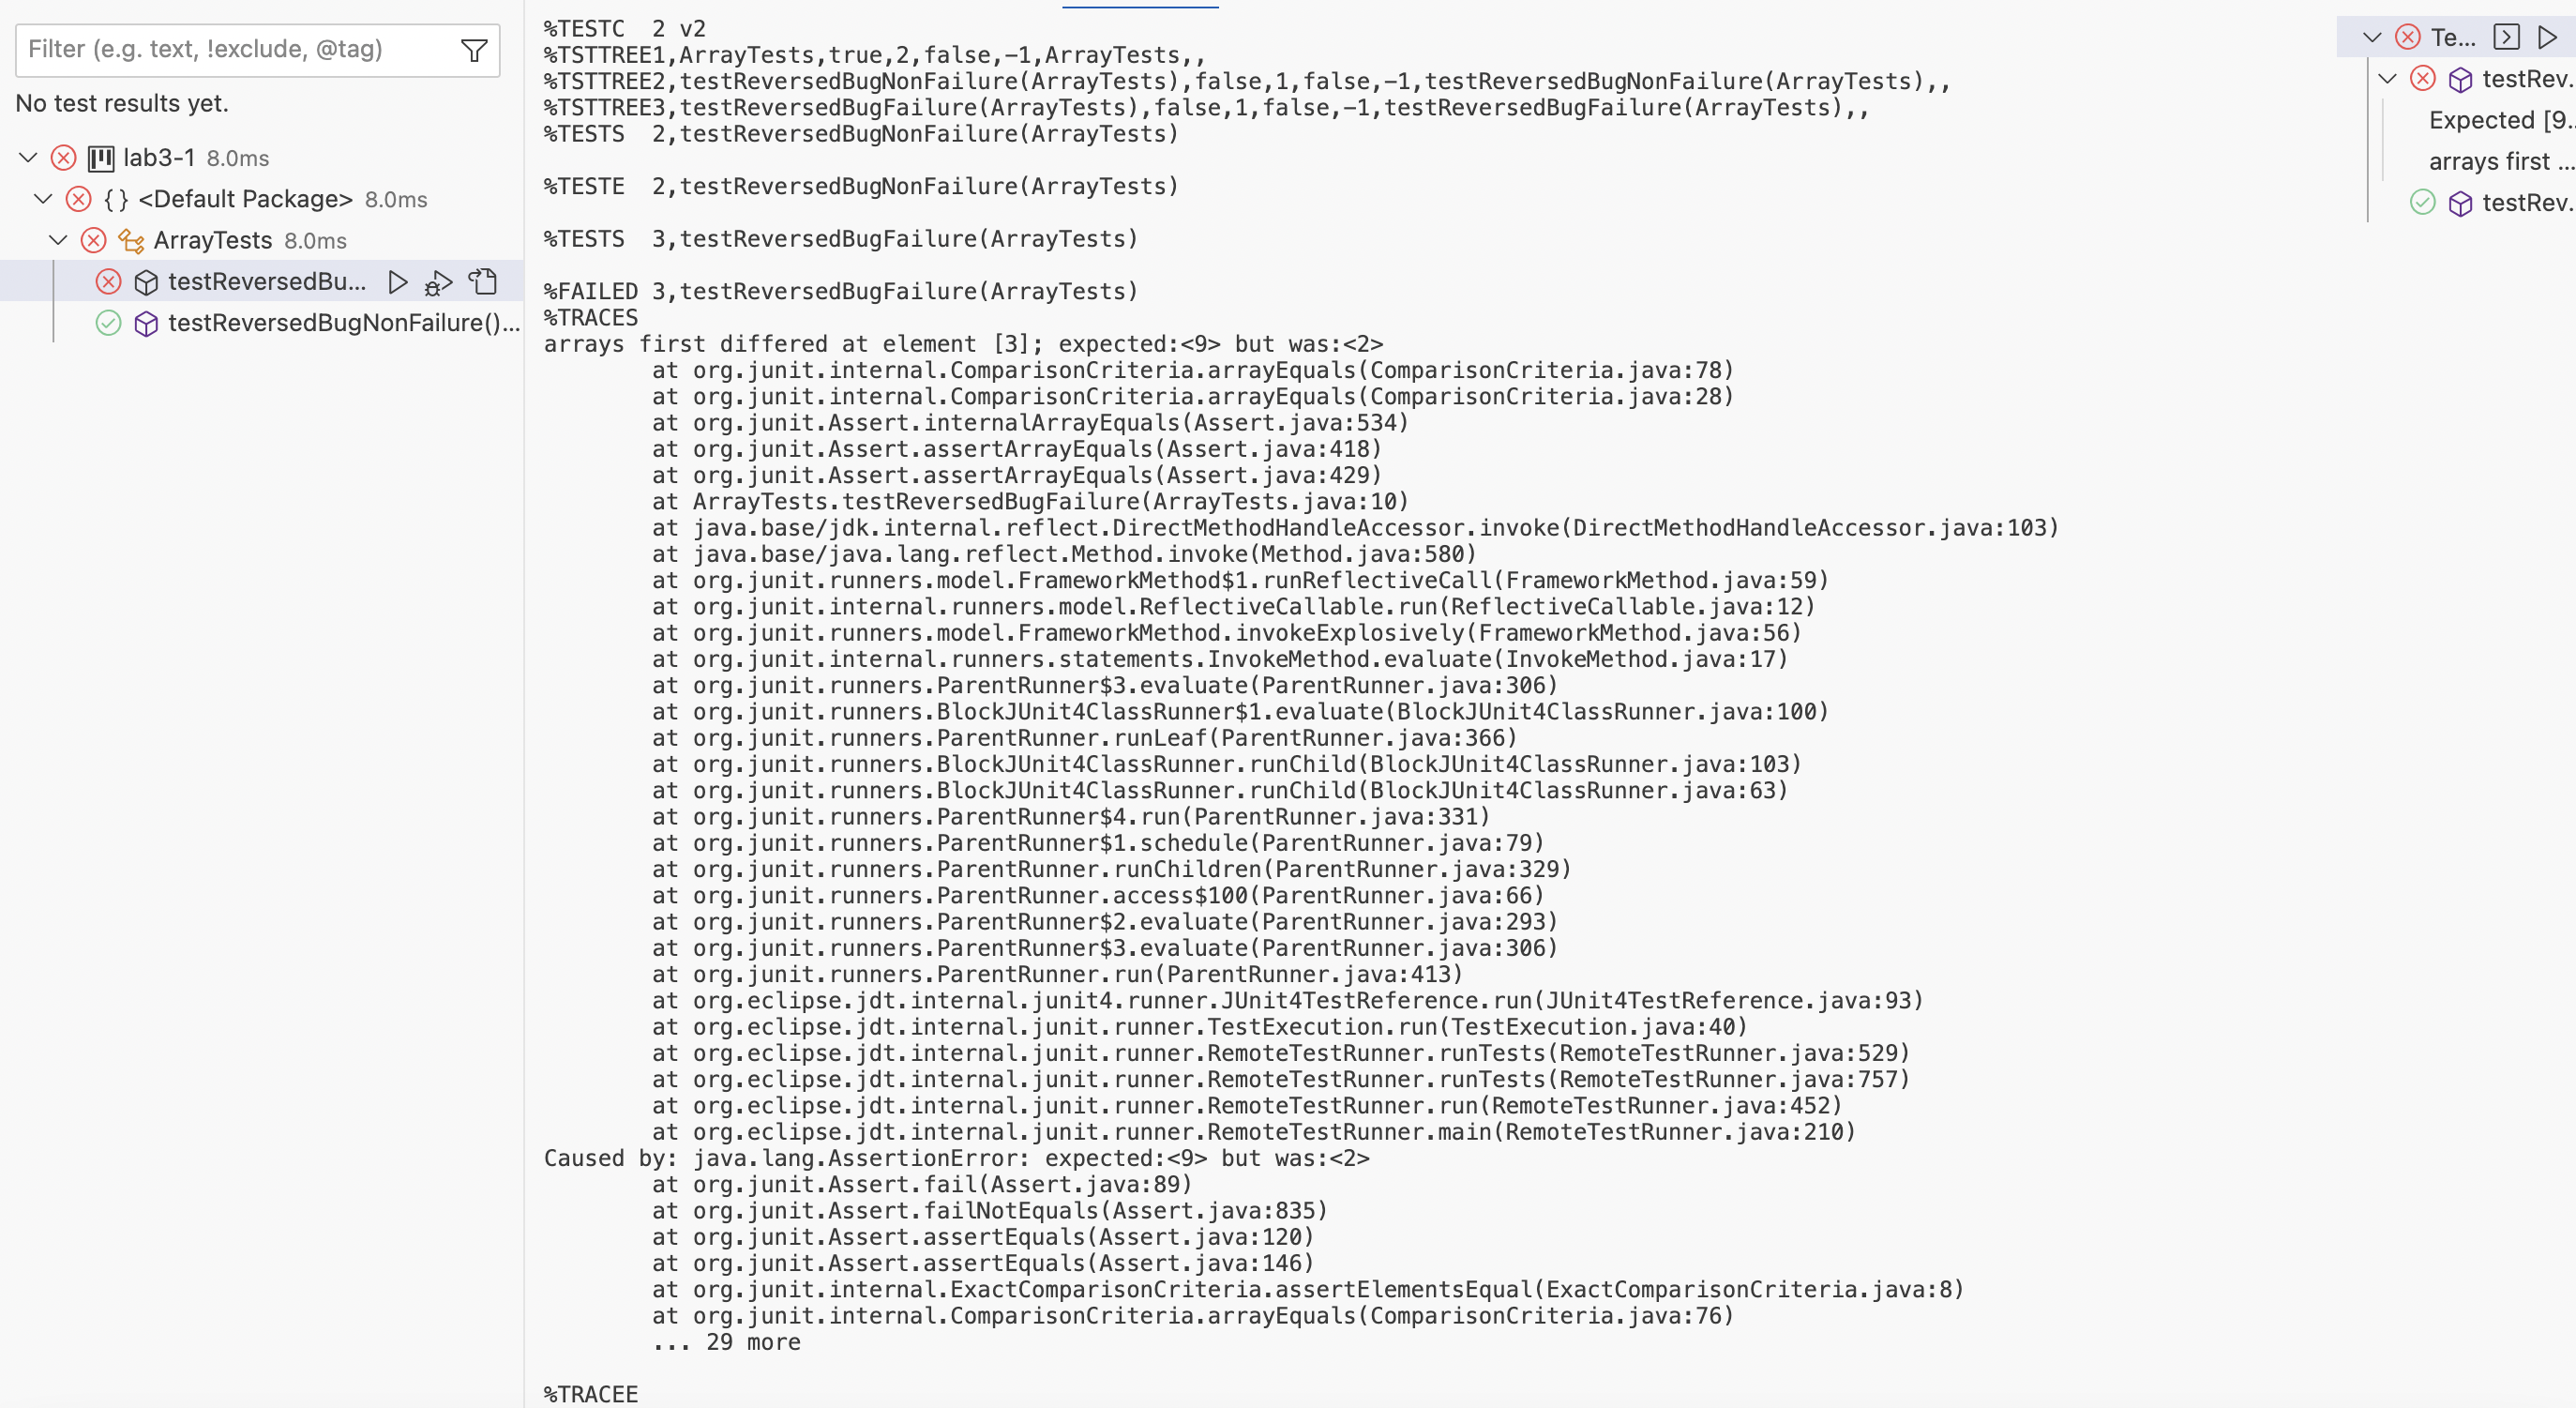 Filter (e.g. text, !exclude, @tag)
No test results yet.
lab3-1 8.0ms
{} <Default Package> 8.0ms
ArrayTests 8.0ms
testReversedBu...
testReversedBugNonFailure()...
%TESTC  2 v2
%TSTTREE1,ArrayTests,true,2,false,-1,ArrayTests,,
%TSTTREE2,testReversedBugNonFailure(ArrayTests),false,1,false,-1,testReversedBugNonFailure(ArrayTests),,
%TSTTREE3,testReversedBugFailure(ArrayTests),false,1,false,-1,testReversedBugFailure(ArrayTests),,
%TESTS  2,testReversedBugNonFailure(ArrayTests)
%TESTE  2,testReversedBugNonFailure(ArrayTests)
%TESTS  3,testReversedBugFailure(ArrayTests)
%FAILED 3,testReversedBugFailure(ArrayTests)
%TRACES
arrays first differed at element [3]; expected:<9> but was:<2>
at org.junit.internal.ComparisonCriteria.arrayEquals(ComparisonCriteria.java:78)
at org.junit.internal.ComparisonCriteria.arrayEquals(ComparisonCriteria.java:28)
at org.junit.Assert.internalArrayEquals(Assert.java:534)
at org.junit.Assert.assertArrayEquals(Assert.java:418)
at org.junit.Assert.assertArrayEquals(Assert.java:429)
at ArrayTests.testReversedBugFailure(ArrayTests.java:10)
at java.base/jdk.internal.reflect.DirectMethodHandleAccessor.invoke(DirectMethodHandleAccessor.java:103)
at java.base/java.lang.reflect.Method.invoke(Method.java:580)
at org.junit.runners.model.FrameworkMethod$1.runReflectiveCall(FrameworkMethod.java:59)
at org.junit.internal.runners.model.ReflectiveCallable.run(ReflectiveCallable.java:12)
at org.junit.runners.model.FrameworkMethod.invokeExplosively(FrameworkMethod.java:56)
at org.junit.internal.runners.statements.InvokeMethod.evaluate(InvokeMethod.java:17)
at org.junit.runners.ParentRunner$3.evaluate(ParentRunner.java:306)
at org.junit.runners.BlockJUnit4ClassRunner$1.evaluate(BlockJUnit4ClassRunner.java:100)
at org.junit.runners.ParentRunner.runLeaf(ParentRunner.java:366)
at org.junit.runners.BlockJUnit4ClassRunner.runChild(BlockJUnit4ClassRunner.java:103)
at org.junit.runners.BlockJUnit4ClassRunner.runChild(BlockJUnit4ClassRunner.java:63)
at org.junit.runners.ParentRunner$4.run(ParentRunner.java:331)
at org.junit.runners.ParentRunner$1.schedule(ParentRunner.java:79)
at org.junit.runners.ParentRunner.runChildren(ParentRunner.java:329)
at org.junit.runners.ParentRunner.access$100(ParentRunner.java:66)
at org.junit.runners.ParentRunner$2.evaluate(ParentRunner.java:293)
at org.junit.runners.ParentRunner$3.evaluate(ParentRunner.java:306)
at org.junit.runners.ParentRunner.run(ParentRunner.java:413)
at org.eclipse.jdt.internal.junit4.runner.JUnit4TestReference.run(JUnit4TestReference.java:93)
at org.eclipse.jdt.internal.junit.runner.TestExecution.run(TestExecution.java:40)
at org.eclipse.jdt.internal.junit.runner.RemoteTestRunner.runTests(RemoteTestRunner.java:529)
at org.eclipse.jdt.internal.junit.runner.RemoteTestRunner.runTests(RemoteTestRunner.java:757)
at org.eclipse.jdt.internal.junit.runner.RemoteTestRunner.run(RemoteTestRunner.java:452)
at org.eclipse.jdt.internal.junit.runner.RemoteTestRunner.main(RemoteTestRunner.java:210)
Caused by: java.lang.AssertionError: expected:<9> but was:<2>
at org.junit.Assert.fail(Assert.java:89)
at org.junit.Assert.failNotEquals(Assert.java:835)
at org.junit.Assert.assertEquals(Assert.java:120)
at org.junit.Assert.assertEquals(Assert.java:146)
at org.junit.internal.ExactComparisonCriteria.assertElementsEqual(ExactComparisonCriteria.java:8)
at org.junit.internal.ComparisonCriteria.arrayEquals(ComparisonCriteria.java:76)
... 29 more
%TRACEE
Te...
testRev.
Expected [9..
arrays first ...
testRev.